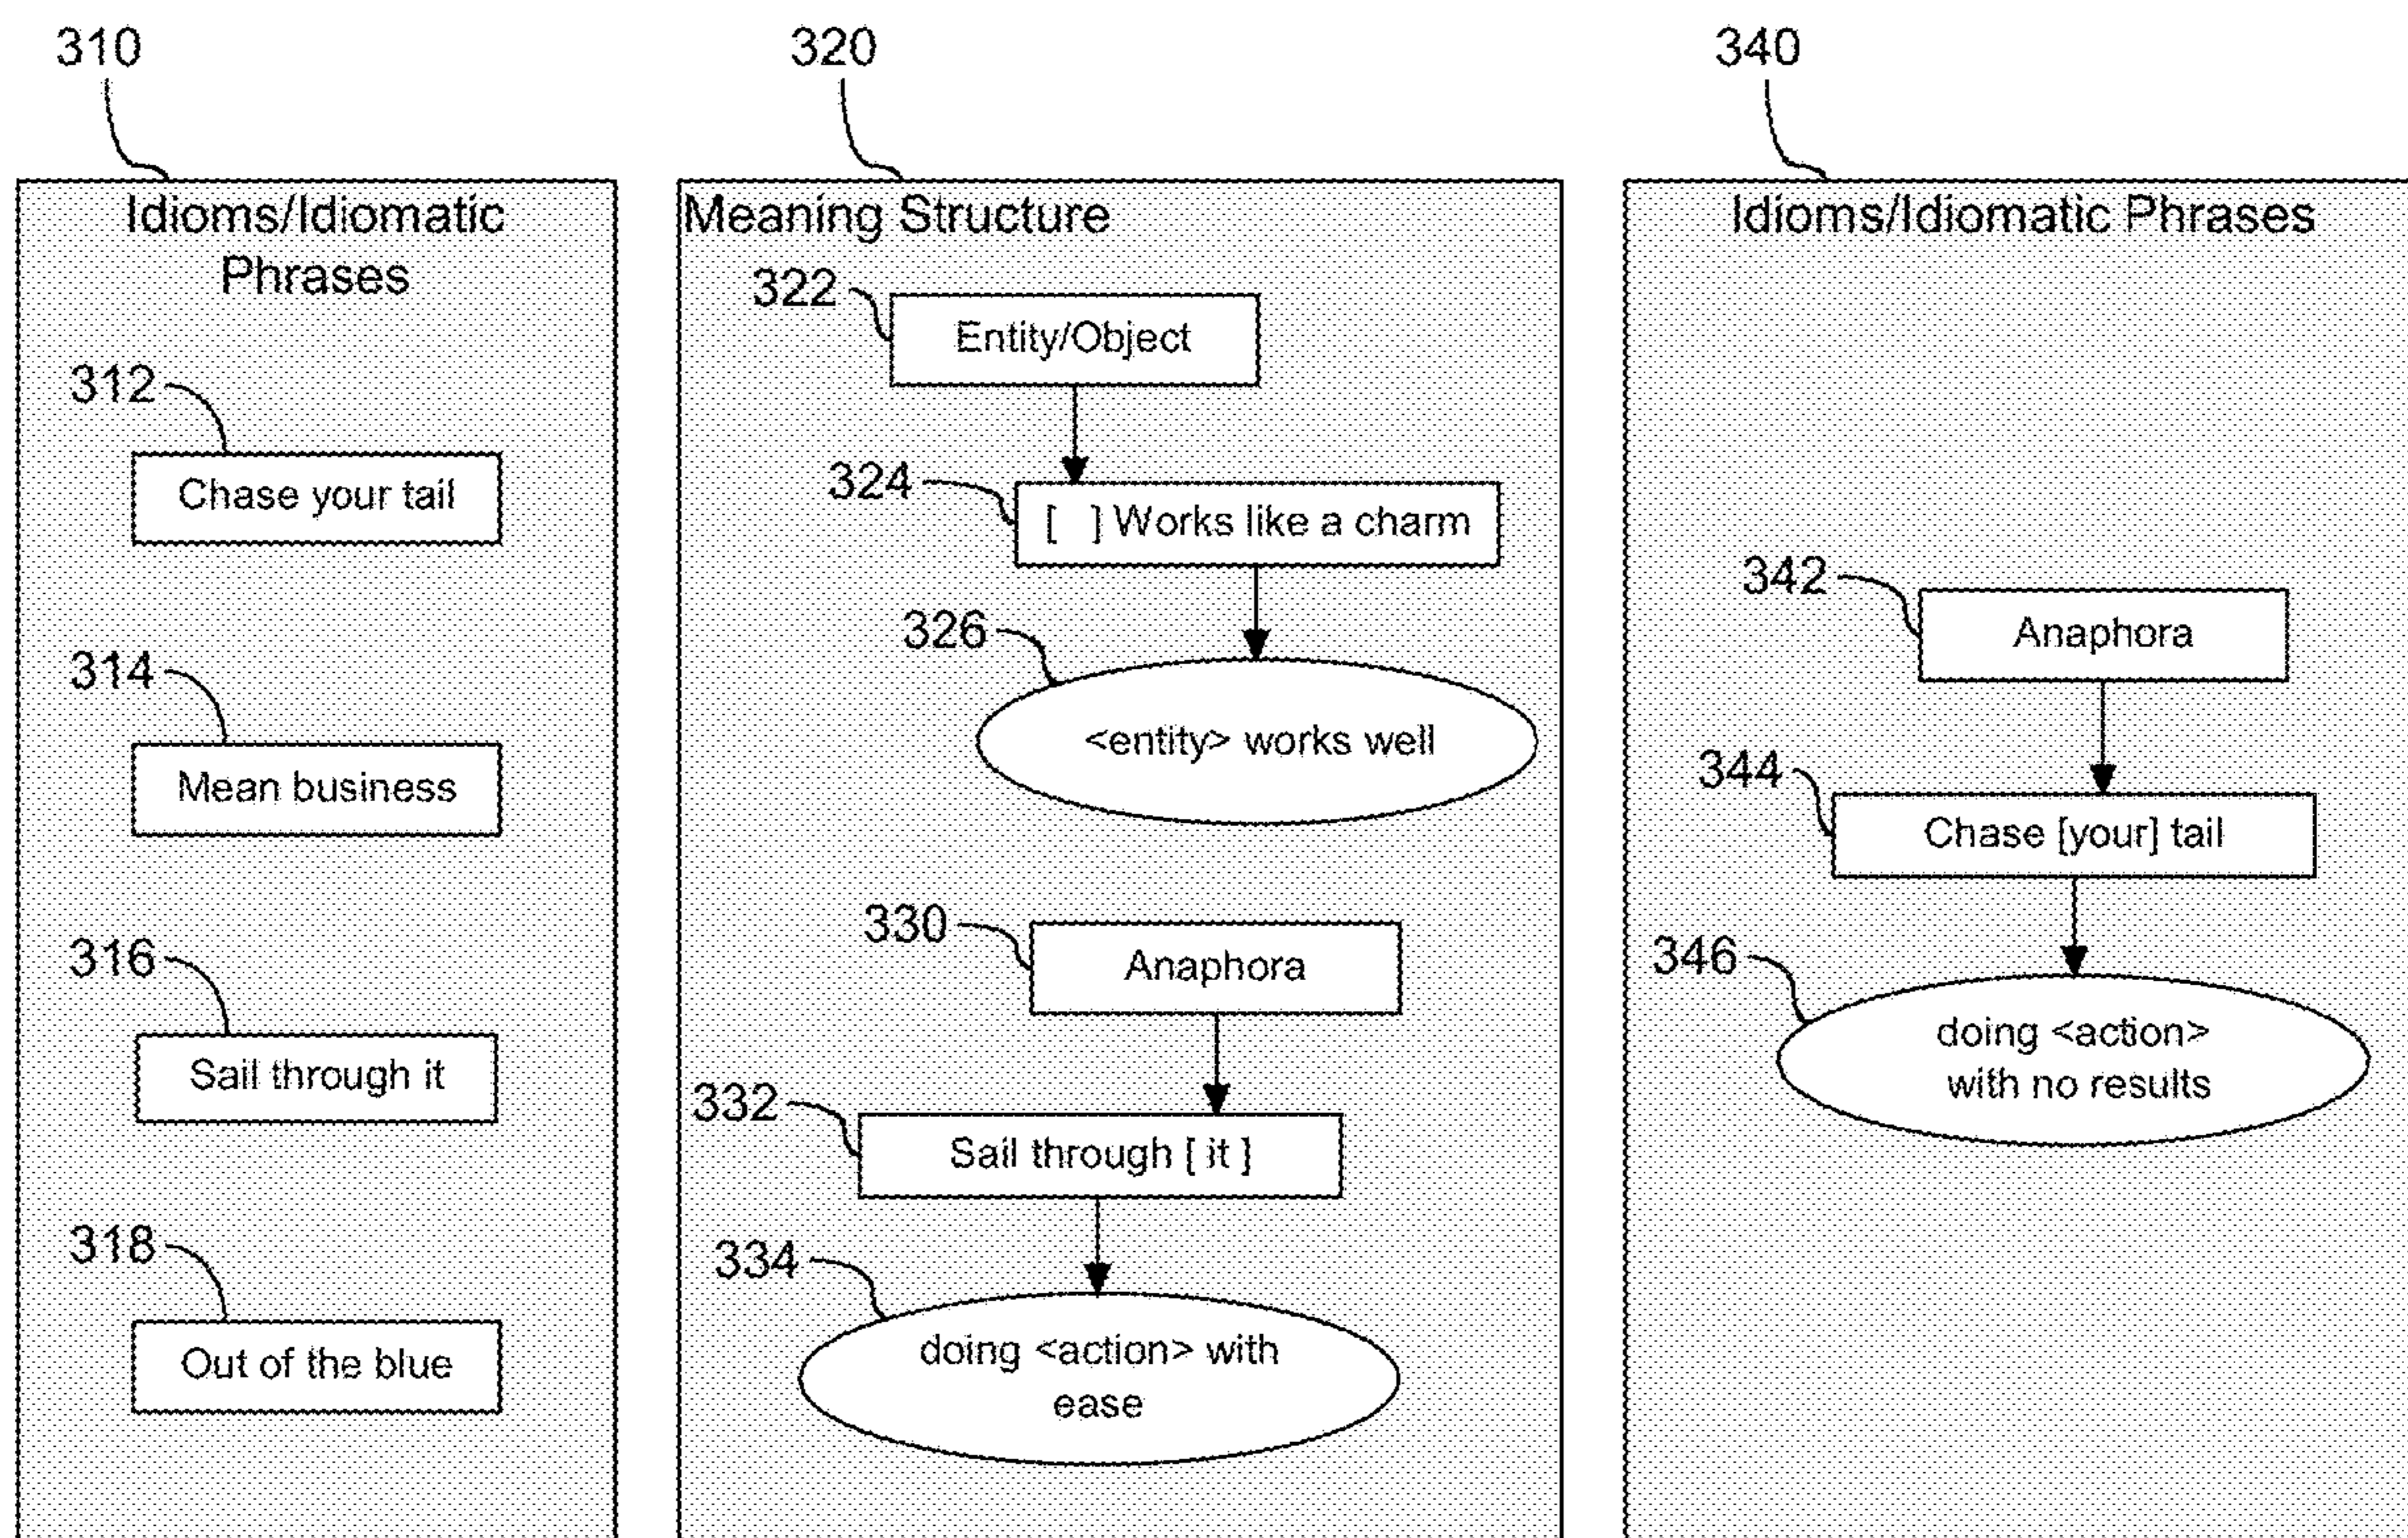 310
Idioms/Idiomatic
Phrases
312
Chase your tail
314
Mean business
316
Sail through it
318
Out of the blue
320
Meaning Structure
322
Entity/Object
324
[ ] Works like a charm
326
<entity> works well
330
Anaphora
332
Sail through [ it ]
334
doing <action> with
ease
340
Idioms/Idiomatic Phrases
342
Anaphora
344
Chase [your] tail
346
doing <action>
with no results